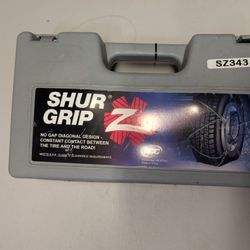 SZ343
SHUR
GRIP Z
NO GAP DIAGONAL DESIGN -
CONSTANT CONTACT BETWEEN
THE TIRE AND THE ROAD!